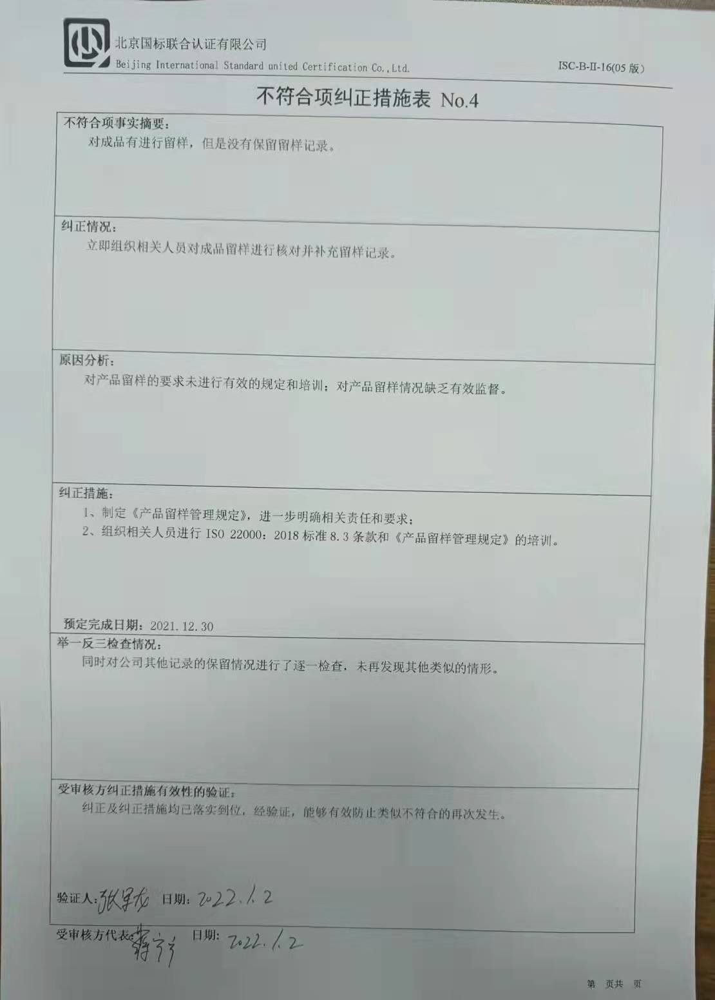 北京国标联合认证有限公司
Beijing International Standard united Certification Co.,Ltd.
ISC-B-II-16(05 版)
不符合项纠正措施表 No.4
不符合项事实摘要：
对成品有进行留样，但是没有保留留样记录。
纠正情况：
立即组织相关人员对成品留样进行核对并补充留样记录。
原因分析：
对产品留样的要求未进行有效的规定和培训；对产品留样情况缺乏有效监督。
纠正措施：
1、制定《产品留样管理规定》，进一步明确相关责任和要求；
2、组织相关人员进行 ISO 22000：2018 标准 8.3 条款和《产品留样管理规定》的培训。
预定完成日期：2021.12.30
举一反三检查情况：
同时对公司其他记录的保留情况进行了逐一检查，未再发现其他类似的情形。
受审核方纠正措施有效性的验证：
纠正及纠正措施均已落实到位，经验证，能够有效防止类似不符合的再次发生。
验证人： 日期：2022.1.2
受审核方代表： 日期：2022.1.2
第 页共 页